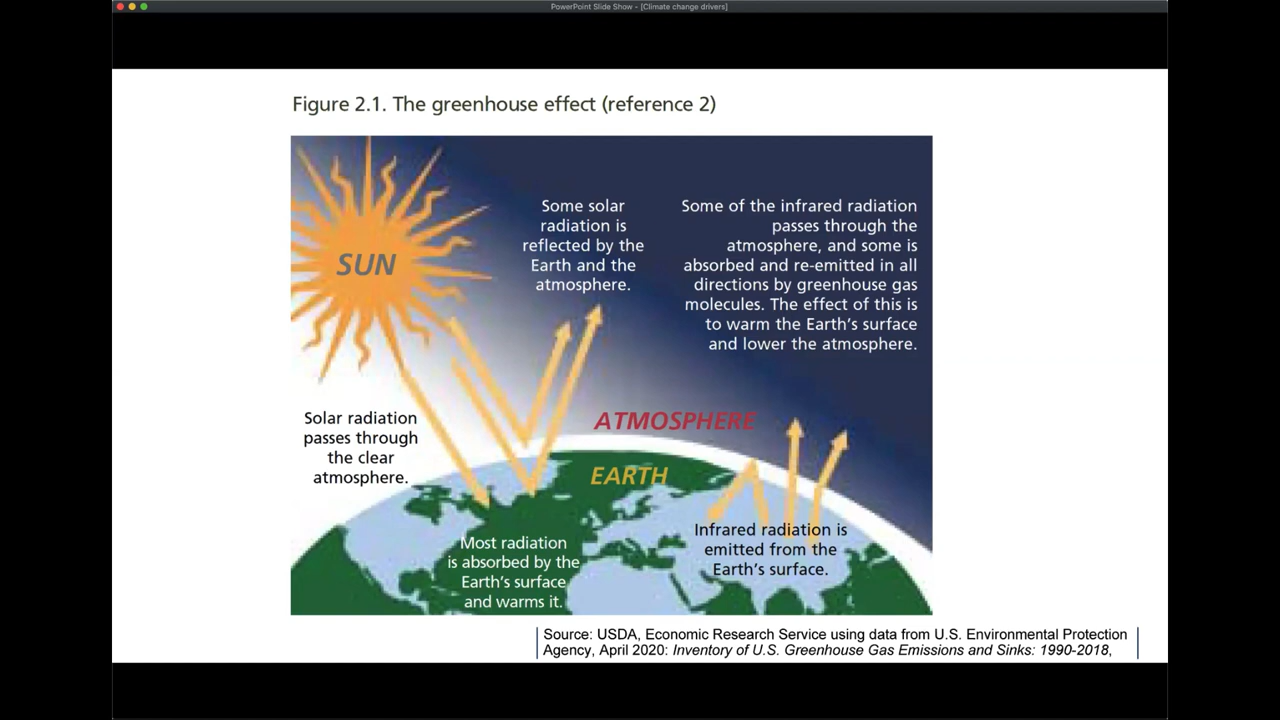 PowerPoint Slide Show - [Climate change drivers]
Figure 2.1. The greenhouse effect (reference 2)
SUN
Some solar
radiation is
reflected by the
Earth and the
atmosphere.
Some of the infrared radiation
passes through the
atmosphere, and some is
absorbed and re-emitted in all
directions by greenhouse gas
molecules. The effect of this is
to warm the Earth's surface
and lower the atmosphere.
Solar radiation
passes through
the clear
atmosphere.
ATMOSPHERE
EARTH
Most radiation
is absorbed by the
Earth's surface
and warms it.
Infrared radiation is
emitted from the
Earth's surface.
Source: USDA, Economic Research Service using data from U.S. Environmental Protection
Agency, April 2020: Inventory of U.S. Greenhouse Gas Emissions and Sinks: 1990-2018,